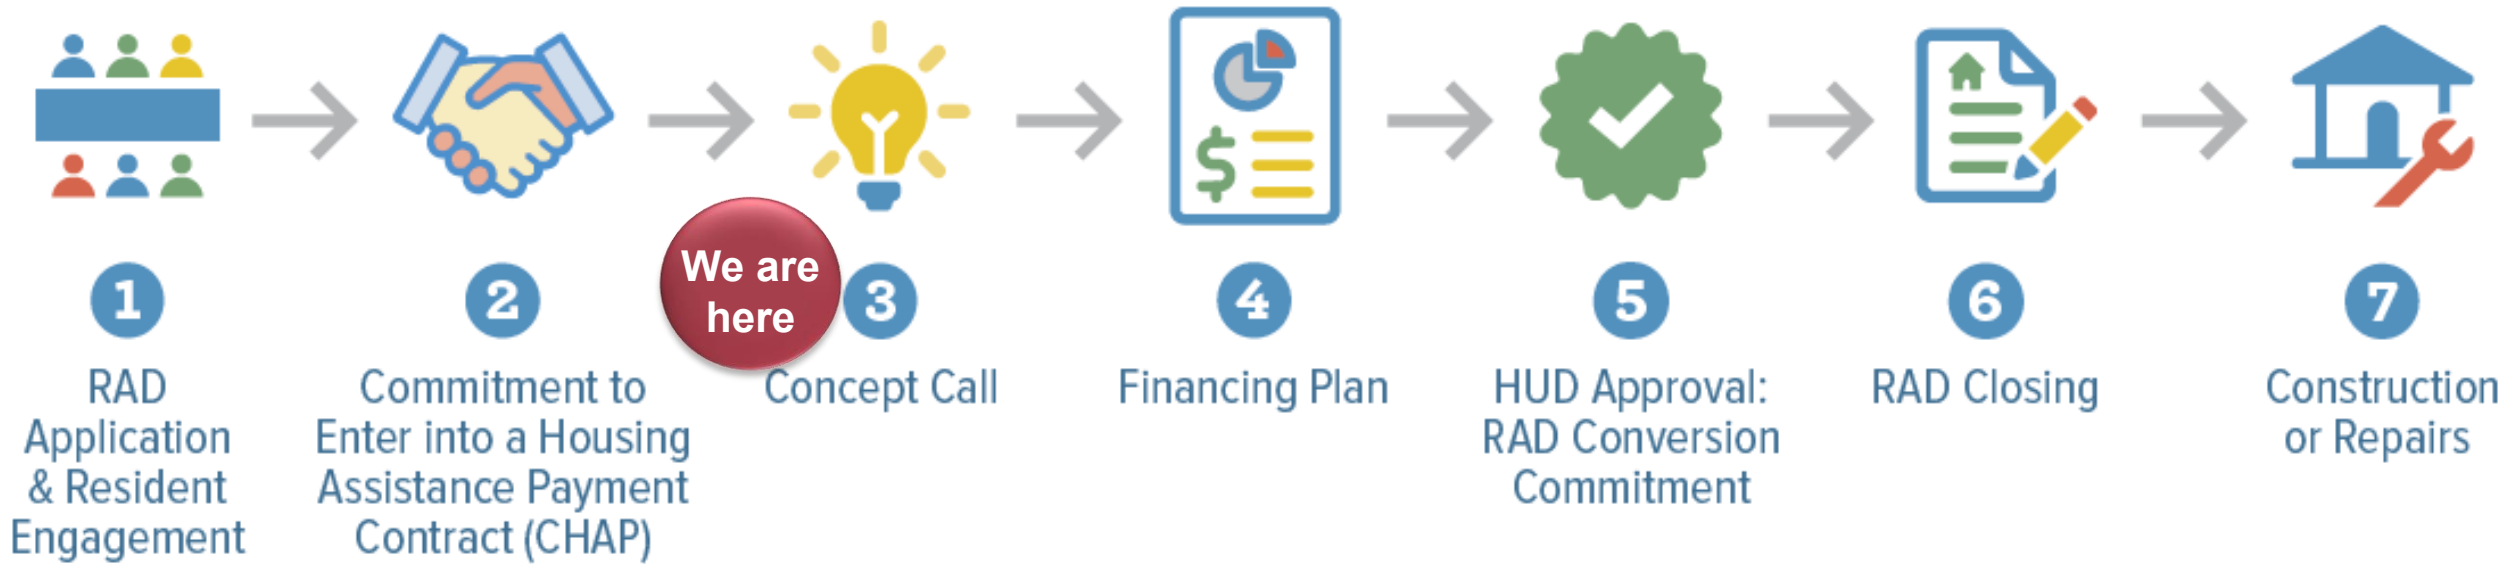 1
RAD
Application
& Resident
Engagement
2
Commitment to
Enter into a Housing
Assistance Payment
Contract (CHAP)
We are
here
3
Concept Call
4
$
Financing Plan
5
HUD Approval:
RAD Conversion
Commitment
6
RAD Closing
7
Construction
or Repairs